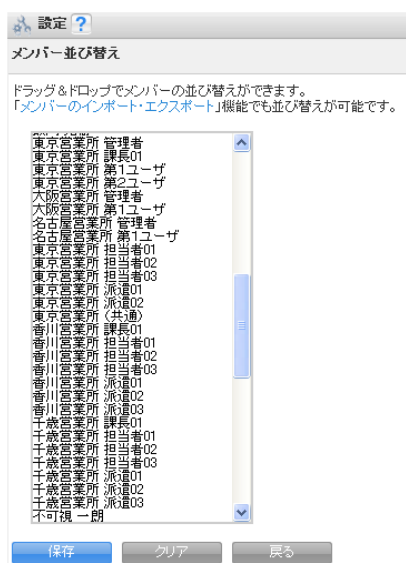 設定 ?
メンバー並び替え
ドラッグ&ドロップでメンバーの並び替えができます。
「メンバーのインポート・エクスポート」機能でも並び替えが可能です。
東京営業所 管理者
東京営業所 課長01
東京営業所 第1ユーザ
東京営業所 第2ユーザ
大阪営業所 管理者
大阪営業所 第1ユーザ
名古屋営業所 管理者
名古屋営業所 第1ユーザ
東京営業所 担当者01
東京営業所 担当者02
東京営業所 担当者03
東京営業所 派遣01
東京営業所 派遣02
東京営業所 (共通)
香川営業所 課長01
香川営業所 担当者01
香川営業所 担当者02
香川営業所 担当者03
香川営業所 派遣01
香川営業所 派遣02
香川営業所 派遣03
千歳営業所 課長01
千歳営業所 担当者01
千歳営業所 担当者02
千歳営業所 担当者03
千歳営業所 派遣01
千歳営業所 派遣02
千歳営業所 派遣03
不可視 一朗
保存
クリア
戻る